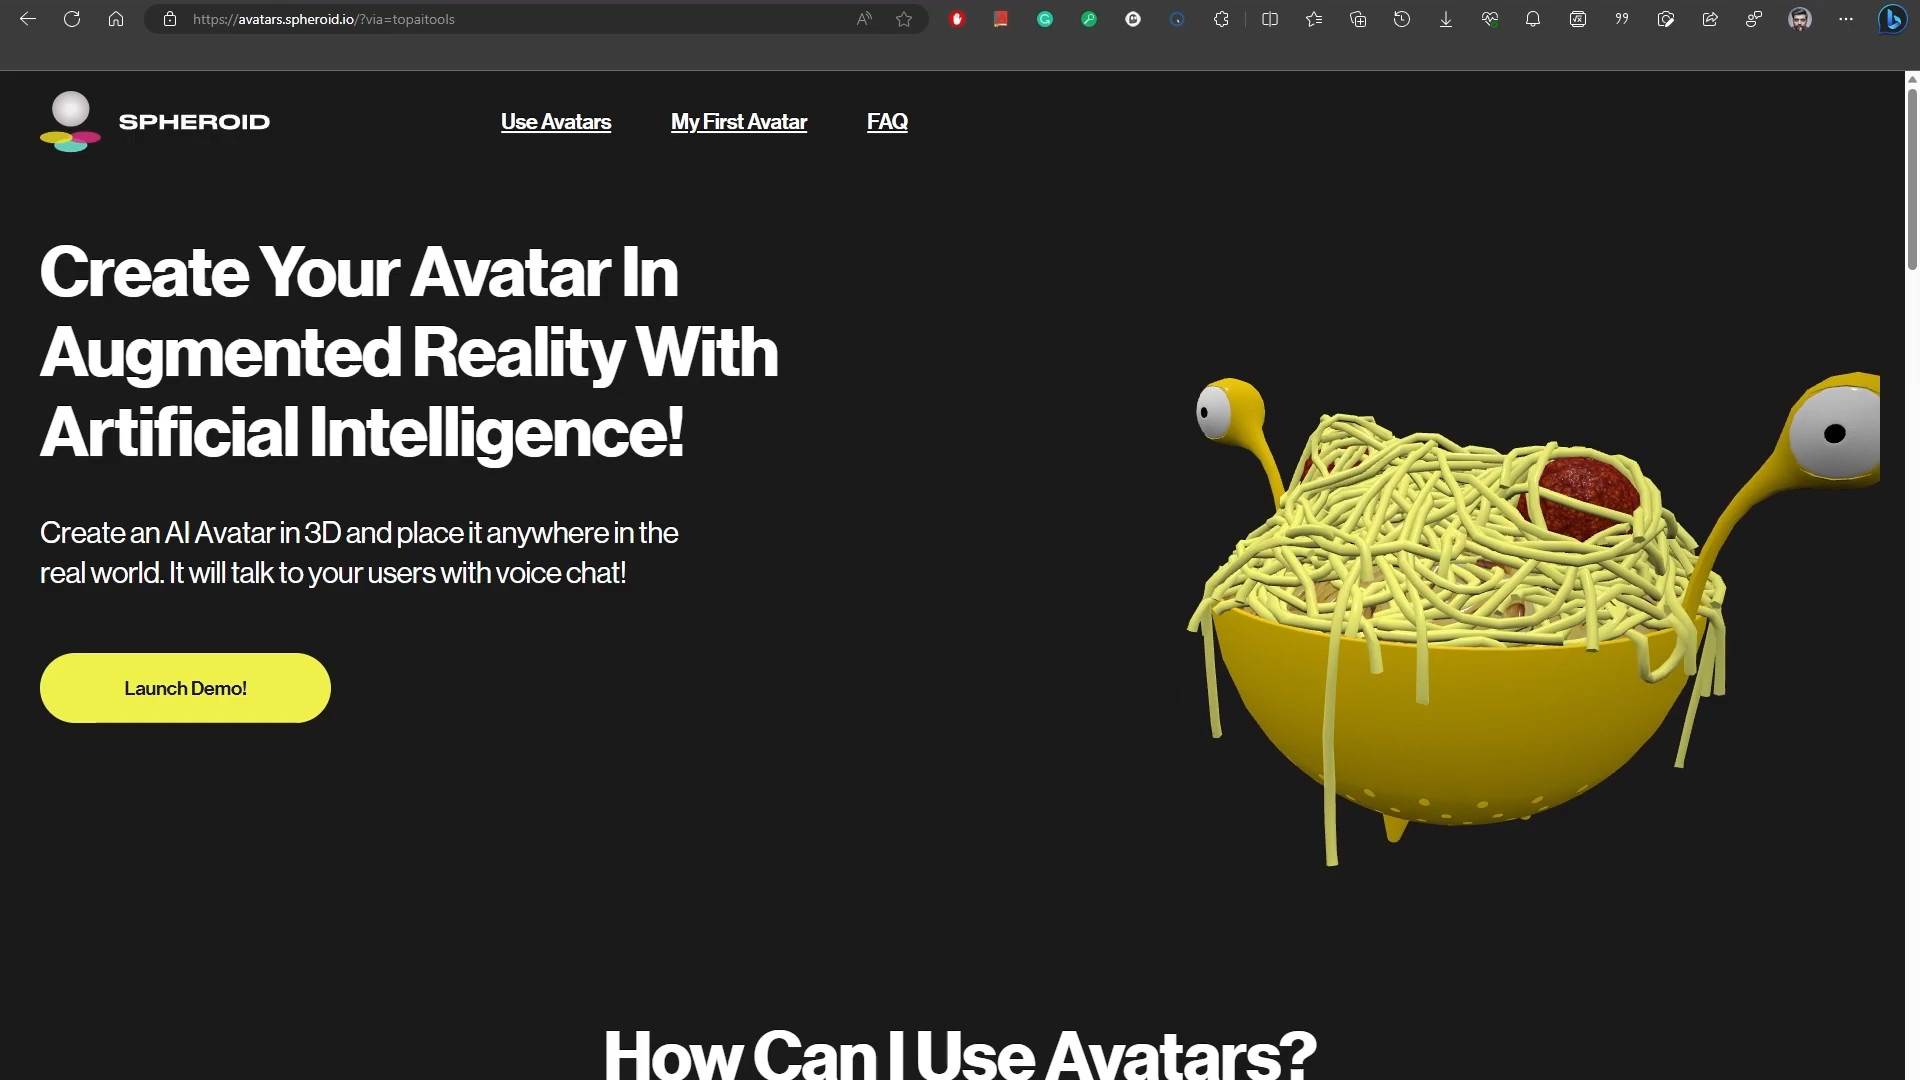 https://avatars.spheroid.io/?via=topaitools
SPHEROID
Use Avatars
My First Avatar
FAQ
Create Your Avatar In
Augmented Reality With
Artificial Intelligence!
Create an AI Avatar in 3D and place it anywhere in the
real world. It will talk to your users with voice chat!
Launch Demo!
How Can I Use Avatars?